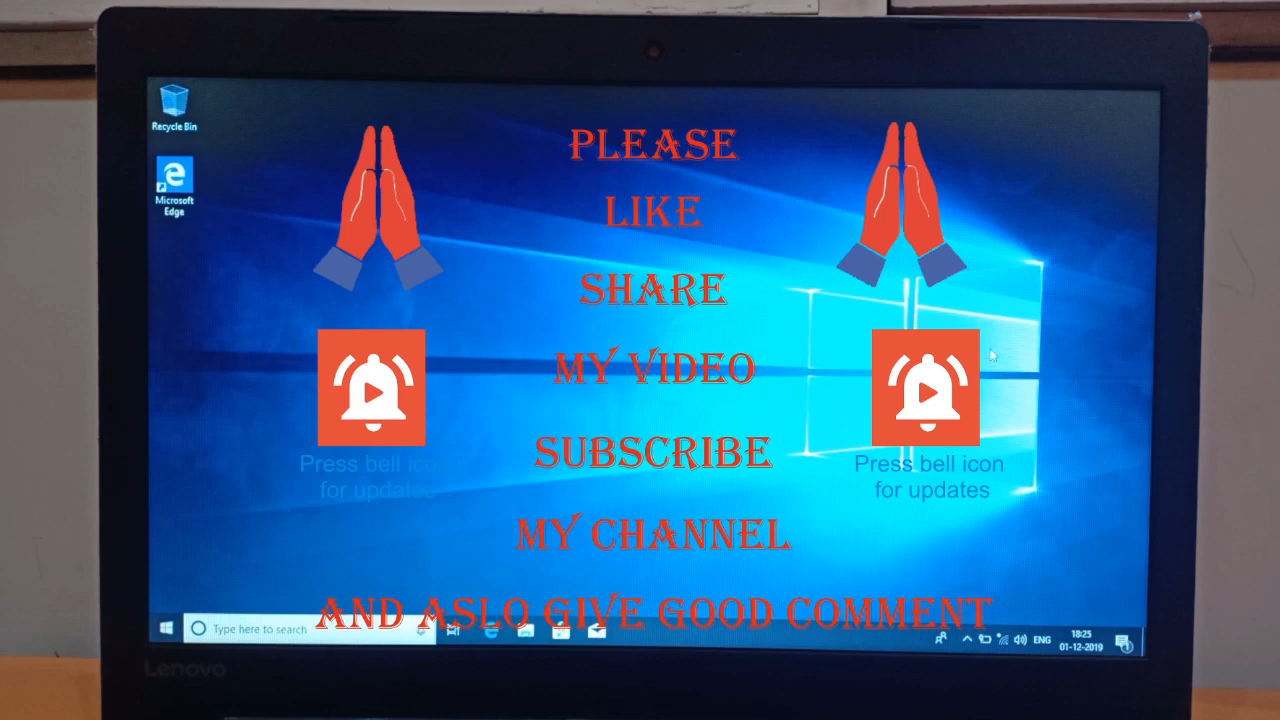 Recycle Bin
Microsoft
Edge
PLEASE
LIKE
SHARE
MY VIDEO
SUBSCRIBE
MY CHANNEL
AND ASLO GIVE GOOD COMMENT
Press bell icon
for updates
Press bell icon
for updates
Type here to search
ENG
18:25
01-12-2019
1
Lenovo